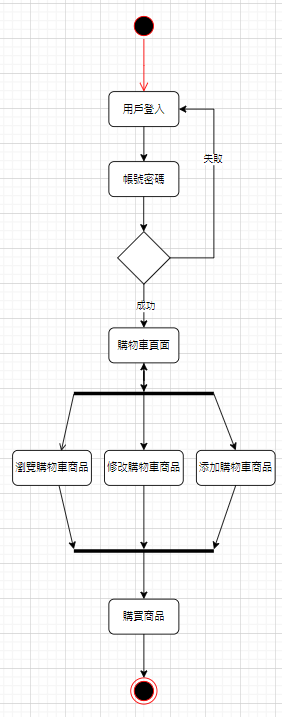 用戶登入
失敗
帳號密碼
成功
購物車頁面
瀏覽購物車商品
修改購物車商品
添加購物車商品
購買商品